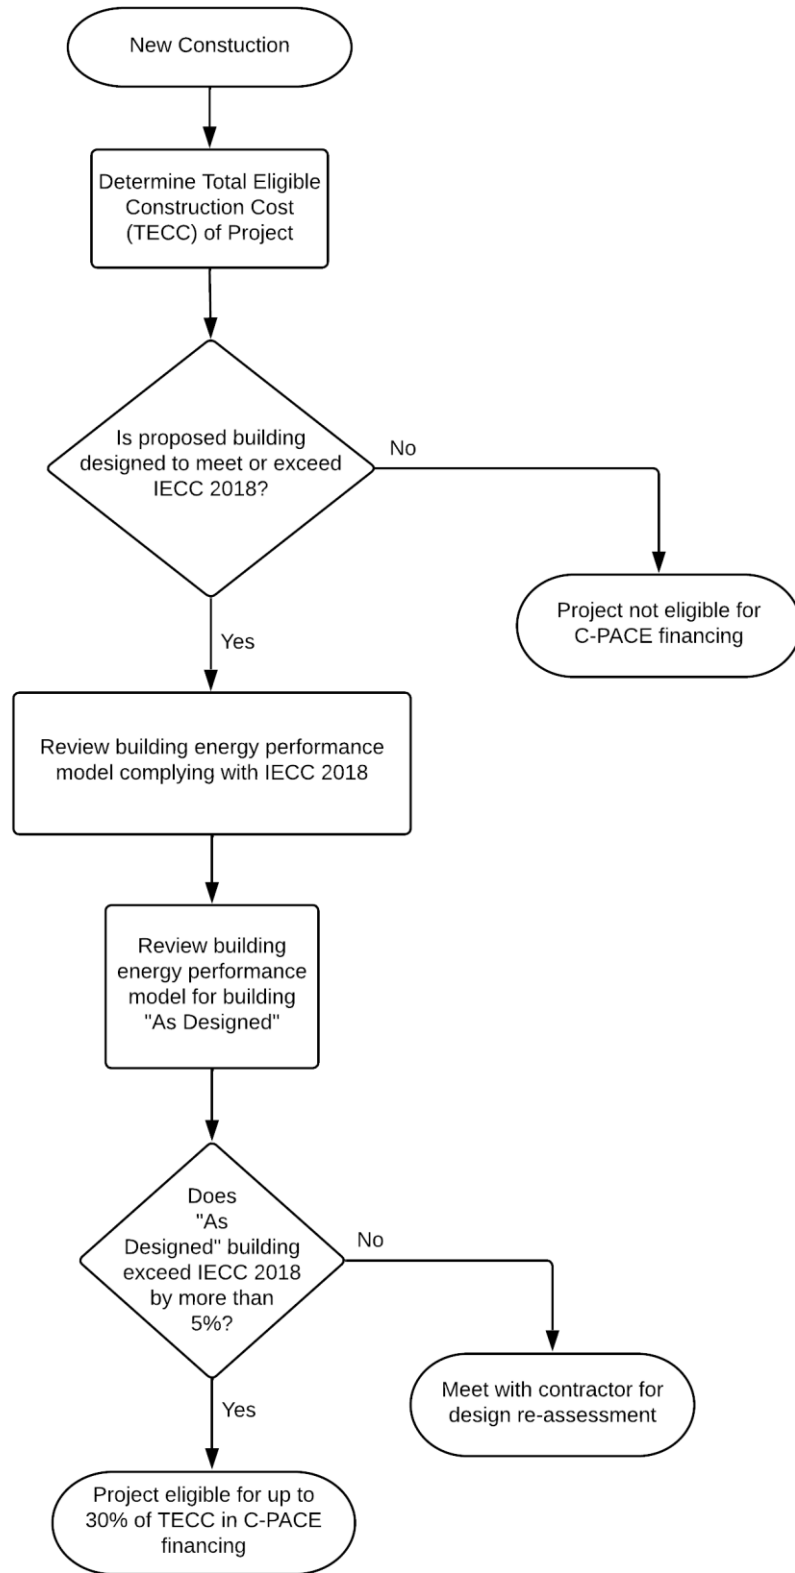 New Constuction
Determine Total Eligible
Construction Cost
(TECC) of Project
Is proposed building
designed to meet or exceed
IECC 2018?
No
Project not eligible for
C-PACE financing
Yes
Review building energy performance
model complying with IECC 2018
Review building
energy performance
model for building
"As Designed"
Does
"As
Designed" building
exceed IECC 2018
by more than
5%?
No
Meet with contractor for
design re-assessment
Yes
Project eligible for up to
30% of TECC in C-PACE
financing